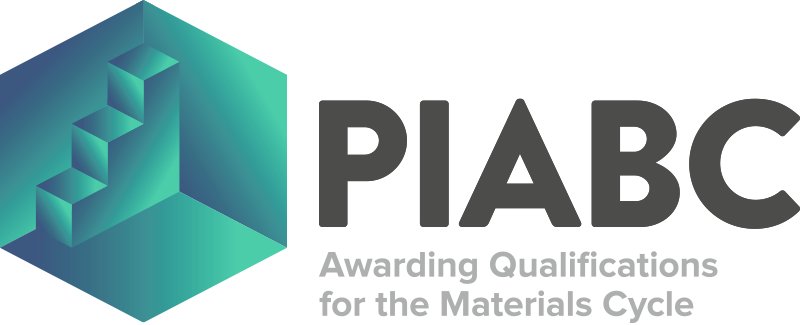 PIABC
Awarding Qualifications
for the Materials Cycle